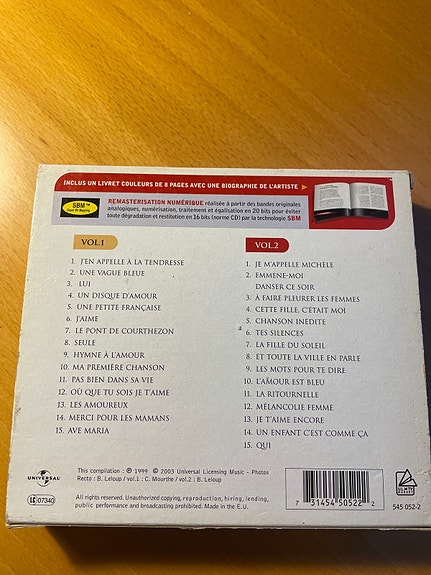 INCLUS UN LIVRET COULEURS DE 8 PAGES AVEC UNE BIOGRAPHIE DE L'ARTISTE
SBM™
Super Bit Mapping
REMASTERISATION NUMÉRIQUE réalisée à partir des bandes originales
analogiques, numérisation, traitement et égalisation en 20 bits pour éviter
toute dégradation et restitution en 16 bits (norme CD) par la technologie SBM
VOL.1
1. J'EN APPELLE À LA TENDRESSE
2. UNE VAGUE BLEUE
3. LUI
4. UN DISQUE D'AMOUR
5. UNE PETITE FRANÇAISE
6. J'AIME
7. LE PONT DE COURTHEZON
8. SEULE
9. HYMNE À L'AMOUR
10. MA PREMIÈRE CHANSON
11. PAS BIEN DANS SA VIE
12. OÙ QUE TU SOIS JE T'AIME
13. LES AMOUREUX
14. MERCI POUR LES MAMANS
15. AVE MARIA
VOL.2
1. JE M'APPELLE MICHÈLE
2. EMMENE-MOI
DANSER CE SOIR
3. A FAIRE PLEURER LES FEMMES
4. CETTE FILLE, C'ÉTAIT MOI
5. CHANSON INÉDITE
6. TES SILENCES
7. LA FILLE DU SOLEIL
8. ET TOUTE LA VILLE EN PARLE
9. LES MOTS POUR TE DIRE
10. L'AMOUR EST BLEU
11. LA RITOURNELLE
12. MÉLANCOLIE FEMME
13. JE T'AIME ENCORE
14. UN ENFANT C'EST COMME ÇA
15. QUI
UNIVERSAL
LC 07340
This compilation : ℗ 1999 © 2003 Universal Licensing Music - Photos
Recto : B. Leloup / vol.1 : C. Mourthe / vol.2 : B. Leloup
All rights reserved. Unauthorized copying, reproduction, hiring, lending,
public performance and broadcasting prohibited. Made in the E.U.
7 31454 50522 2
545 052-2